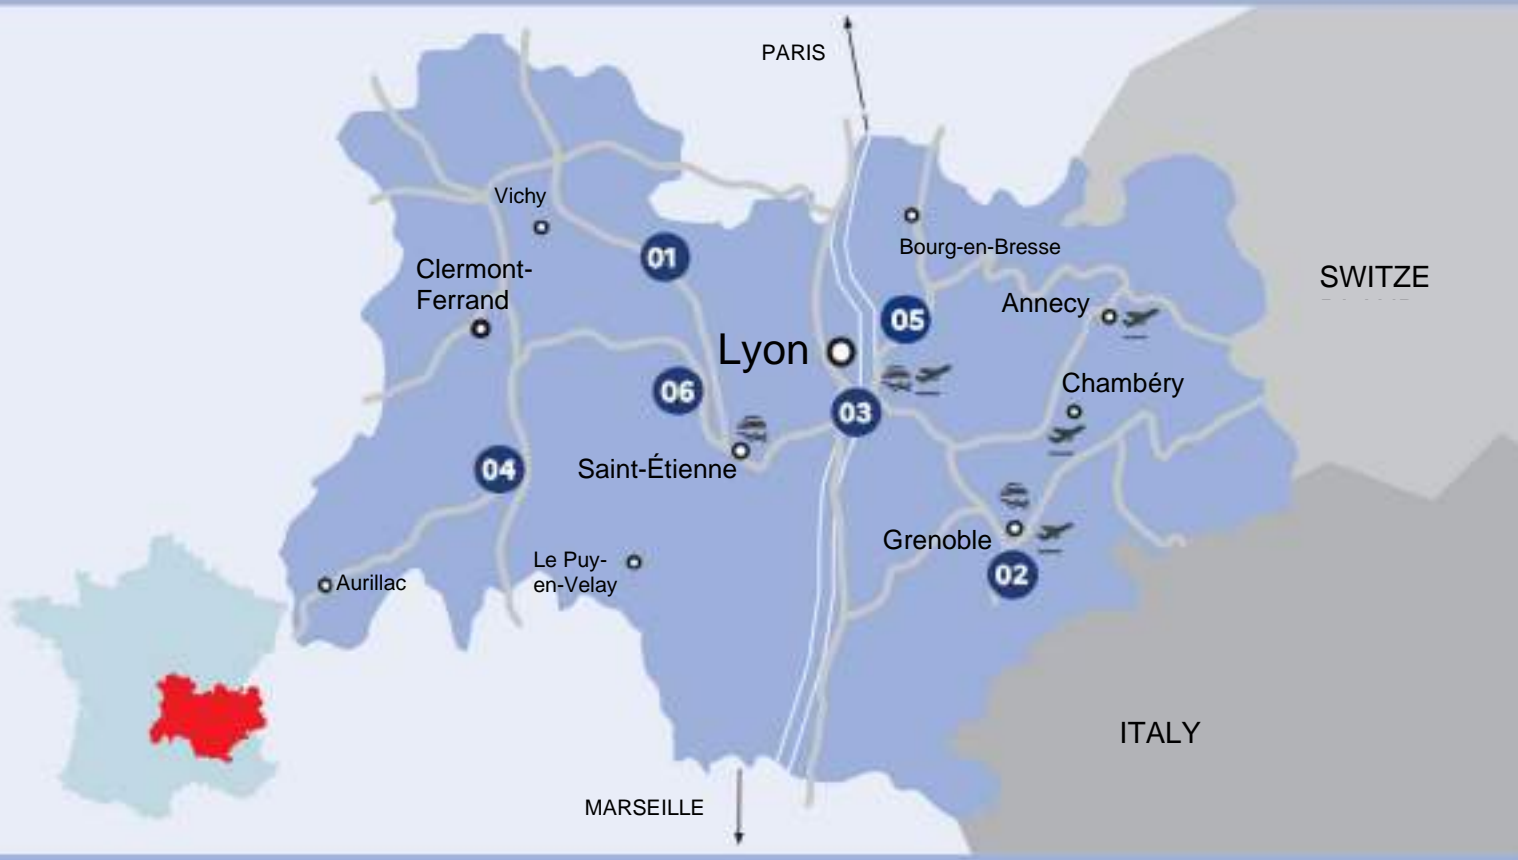 PARIS
Vichy
01
Bourg-en-Bresse
Clermont-
Ferrand
SWITZE
Annecy
05
Lyon
Chambéry
06
03
Saint-Étienne
04
Grenoble
02
Le Puy-
en-Velay
Aurillac
ITALY
MARSEILLE